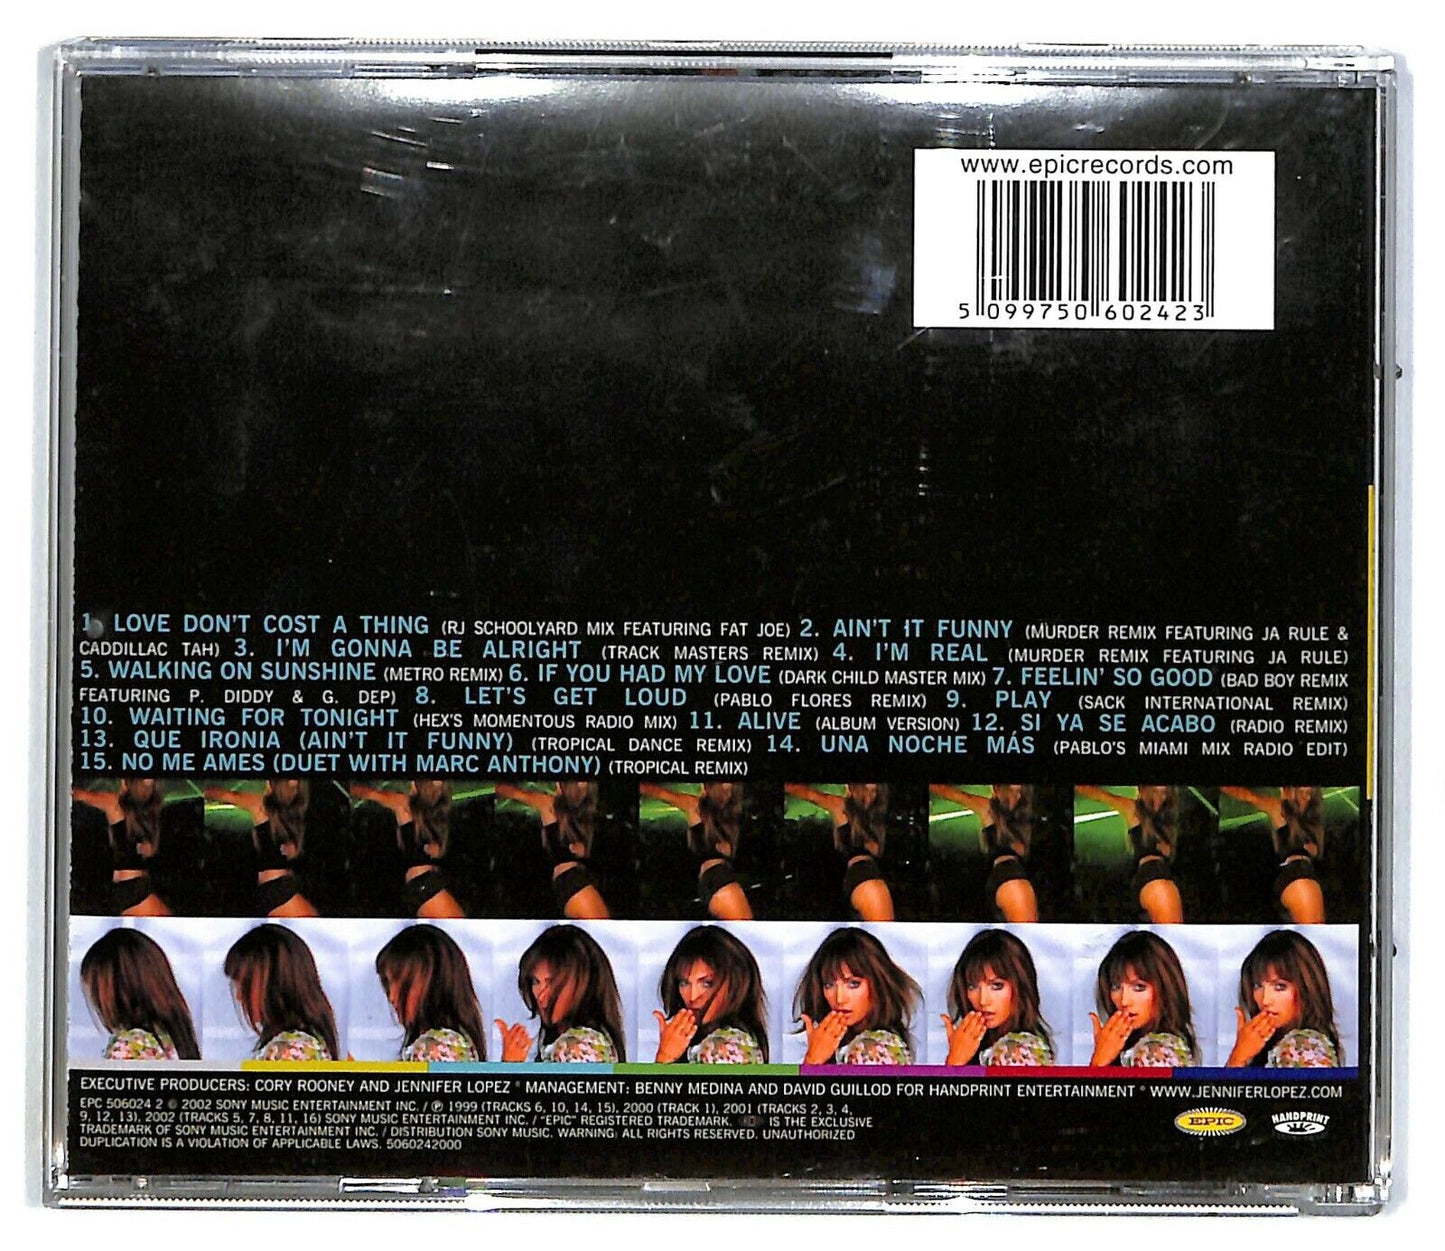 www.epicrecords.com
5 099750 602423
1. LOVE DON'T COST A THING (RJ SCHOOLYARD MIX FEATURING FAT JOE) 2. AIN'T IT FUNNY (MURDER REMIX FEATURING JA RULE &
CADDILLAC TAH) 3. I'M GONNA BE ALRIGHT (TRACK MASTERS REMIX) 4. I'M REAL (MURDER REMIX FEATURING JA RULE)
5. WALKING ON SUNSHINE (METRO REMIX) 6. IF YOU HAD MY LOVE (DARK CHILD MASTER MIX) 7. FEELIN' SO GOOD (BAD BOY REMIX
FEATURING P. DIDDY & G. DEP) 8. LET'S GET LOUD (PABLO FLORES REMIX) 9. PLAY (SACK INTERNATIONAL REMIX)
10. WAITING FOR TONIGHT (HEX'S MOMENTOUS RADIO MIX) 11. ALIVE (ALBUM VERSION) 12. SI YA SE ACABO (RADIO REMIX)
13. QUE IRONIA (AIN'T IT FUNNY) (TROPICAL DANCE REMIX) 14. UNA NOCHE MÁS (PABLO'S MIAMI MIX RADIO EDIT)
15. NO ME AMES (DUET WITH MARC ANTHONY) (TROPICAL REMIX)
EXECUTIVE PRODUCERS: CORY ROONEY AND JENNIFER LOPEZ * MANAGEMENT: BENNY MEDINA AND DAVID GUILLOD FOR HANDPRINT ENTERTAINMENT * WWW.JENNIFERLOPEZ.COM
EPC 506024 2 © 2002 SONY MUSIC ENTERTAINMENT INC. / ℗ 1999 (TRACKS 6, 10, 14, 15), 2000 (TRACK 1), 2001 (TRACKS 2, 3, 4,
9, 12, 13), 2002 (TRACKS 5, 7, 8, 11, 16) SONY MUSIC ENTERTAINMENT INC. / "EPIC" REGISTERED TRADEMARK. IS THE EXCLUSIVE
TRADEMARK OF SONY MUSIC ENTERTAINMENT INC. / DISTRIBUTION SONY MUSIC. WARNING: ALL RIGHTS RESERVED. UNAUTHORIZED
DUPLICATION IS A VIOLATION OF APPLICABLE LAWS. 5060242000
EPIC
HANDPRINT